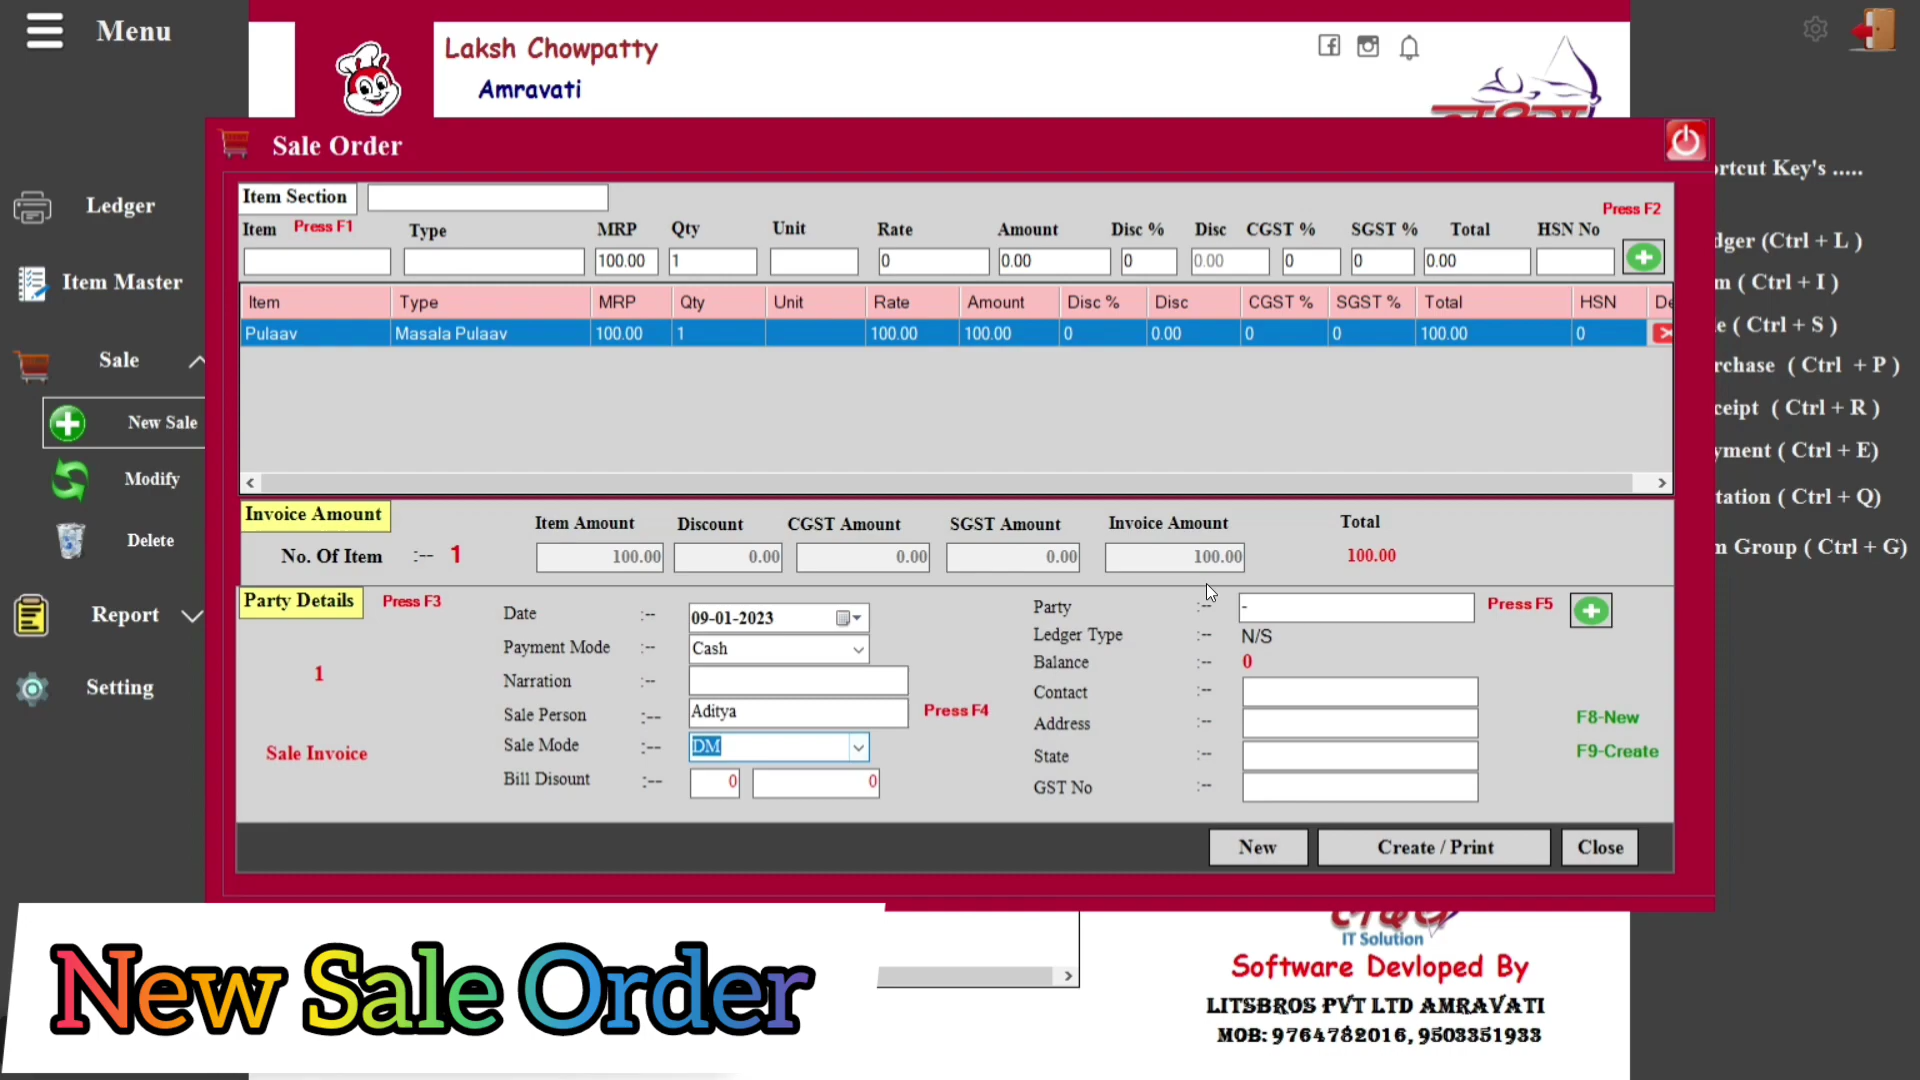 Menu
Laksh Chowpatty
Amravati
Sale Order
Ledger
Item Master
Sale
New Sale
Modify
Delete
Report
Setting
Item Section
Item Press F1 Type MRP Qty Unit Rate Amount Disc % Disc CGST % SGST % Total HSN No Press F2
100.00 1 0 0.00 0 0.00 0 0 0.00
Item Type MRP Qty Unit Rate Amount Disc % Disc CGST % SGST % Total HSN De
Pulaav Masala Pulaav 100.00 1 100.00 100.00 0 0.00 0 0 100.00 0
Invoice Amount
Item Amount Discount CGST Amount SGST Amount Invoice Amount Total
No. Of Item :-- 1 100.00 0.00 0.00 0.00 100.00 100.00
Party Details Press F3
1
Sale Invoice
Date :-- 09-01-2023
Payment Mode :-- Cash
Narration :--
Sale Person :-- Aditya Press F4
Sale Mode :-- DM
Bill Disount :-- 0 0
Party :-- - Press F5
Ledger Type :-- N/S
Balance :-- 0
Contact :--
Address :--
State :--
GST No :--
F8-New
F9-Create
New Create / Print Close
ortcut Key's .....
dger (Ctrl + L )
m ( Ctrl + I )
e ( Ctrl + S )
rchase ( Ctrl + P )
ceipt ( Ctrl + R )
yment ( Ctrl + E)
tation ( Ctrl + Q)
m Group ( Ctrl + G)
New Sale Order
IT Solution
Software Devloped By
LITSBROS PVT LTD AMRAVATI
MOB: 9764782016, 9503351933